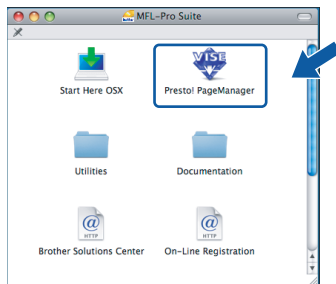 MFL-Pro Suite
VISE
Start Here OSX
Presto! PageManager
Utilities
Documentation
@
HTTP
@
HTTP
Brother Solutions Center
On-Line Registration